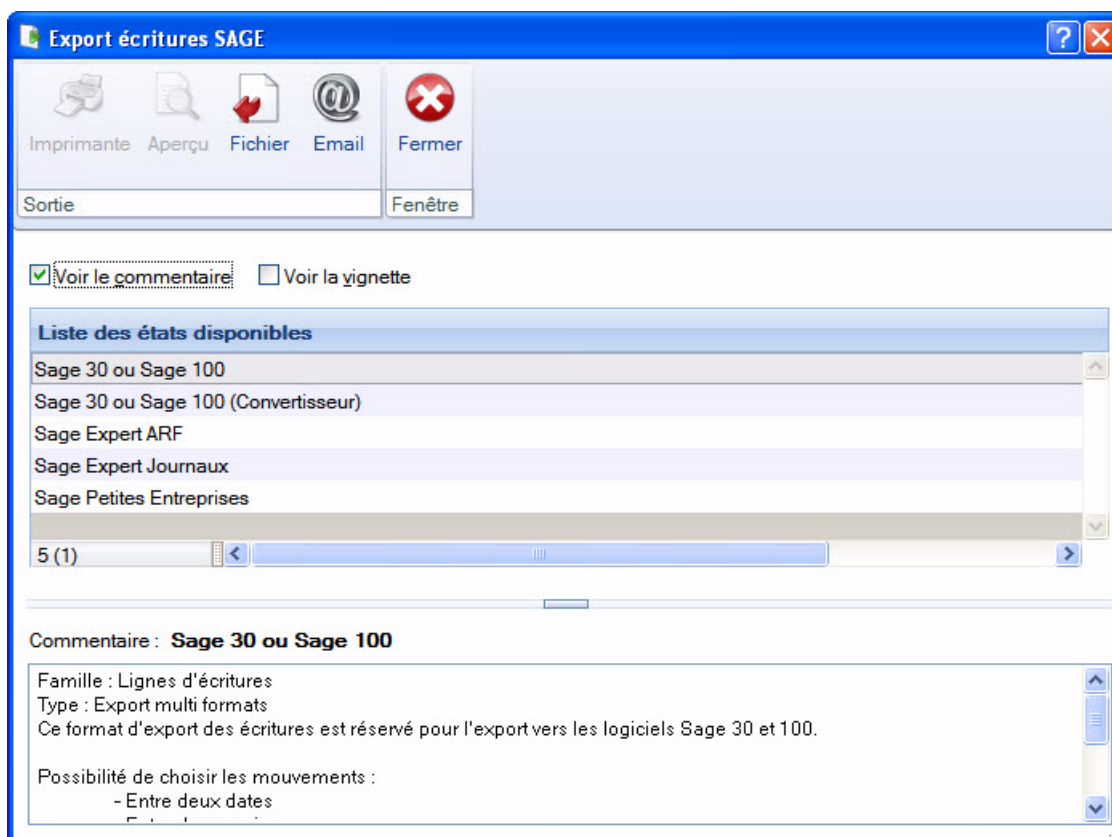 Export écritures SAGE
?
Imprimante Aperçu Fichier Email Fermer
Sortie Fenêtre
Voir le commentaire Voir la vignette
Liste des états disponibles
Sage 30 ou Sage 100
Sage 30 ou Sage 100 (Convertisseur)
Sage Expert ARF
Sage Expert Journaux
Sage Petites Entreprises
5 (1)
Commentaire : Sage 30 ou Sage 100
Famille : Lignes d'écritures
Type : Export multi formats
Ce format d'export des écritures est réservé pour l'export vers les logiciels Sage 30 et 100.
Possibilité de choisir les mouvements :
- Entre deux dates